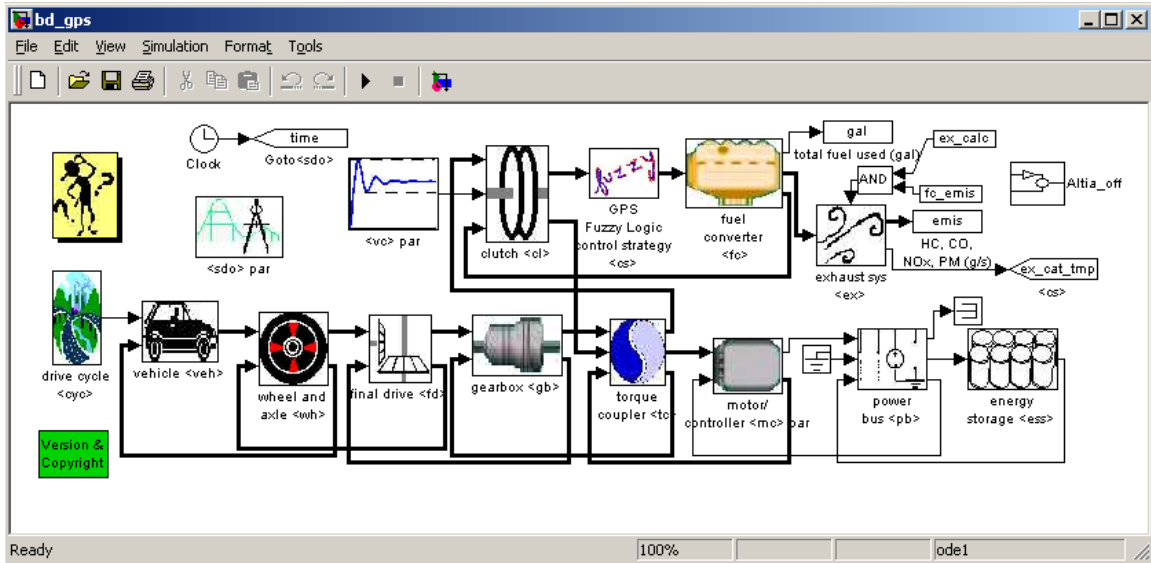 bd_gps
File Edit View Simulation Format Tools
time
Clock
Goto<sdo>
<sdo> par
<vc> par
clutch <cl>
fuzzy
GPS
Fuzzy Logic
control strategy
<cs>
fuel
converter
<fc>
gal
total fuel used (gal)
ex_calc
AND
fc_emis
emis
HC, CO,
NOx, PM (g/s)
exhaust sys
<ex>
ex_cat_tmp
<cs>
Altia_off
drive cycle
<cyc>
vehicle <veh>
wheel and
axle <wh>
final drive <fd>
gearbox <gb>
torque
coupler <tc>
motor/
controller <mc> par
power
bus <pb>
energy
storage <ess>
Version &
Copyright
Ready
100%
ode1